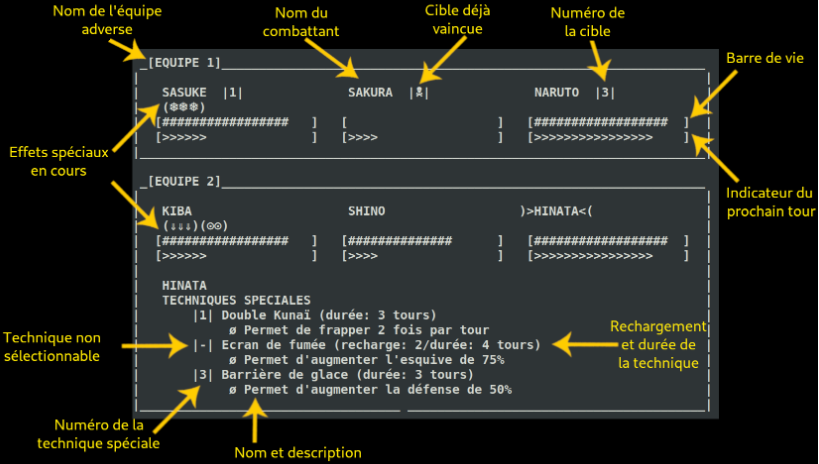 Nom de l'équipe
adverse
Nom du
combattant
Cible déjà
vaincue
Numéro de
la cible
Barre de vie
_[EQUIPE 1]_
SASUKE |1| SAKURA |☠| NARUTO |3|
(❄❄❄)
[################# ] [ ] [################## ]
[>>>>>> ] [>>>> ] [>>>>>>>>>>>>>>>> ]
Effets spéciaux
en cours
Indicateur du
prochain tour
_[EQUIPE 2]_
KIBA SHINO )>HINATA<(
(↓↓↓)(⊙⊙)
[################# ] [############## ] [################## ]
[>>>>>> ] [>>>> ] [>>>>>>>>>>>>>>>> ]
HINATA
TECHNIQUES SPECIALES
|1| Double Kunaï (durée: 3 tours)
ø Permet de frapper 2 fois par tour
|-| Ecran de fumée (recharge: 2/durée: 4 tours)
ø Permet d'augmenter l'esquive de 75%
|3| Barrière de glace (durée: 3 tours)
ø Permet d'augmenter la défense de 50%
Technique non
sélectionnable
Rechargement
et durée de
la technique
Numéro de la
technique spéciale
Nom et description